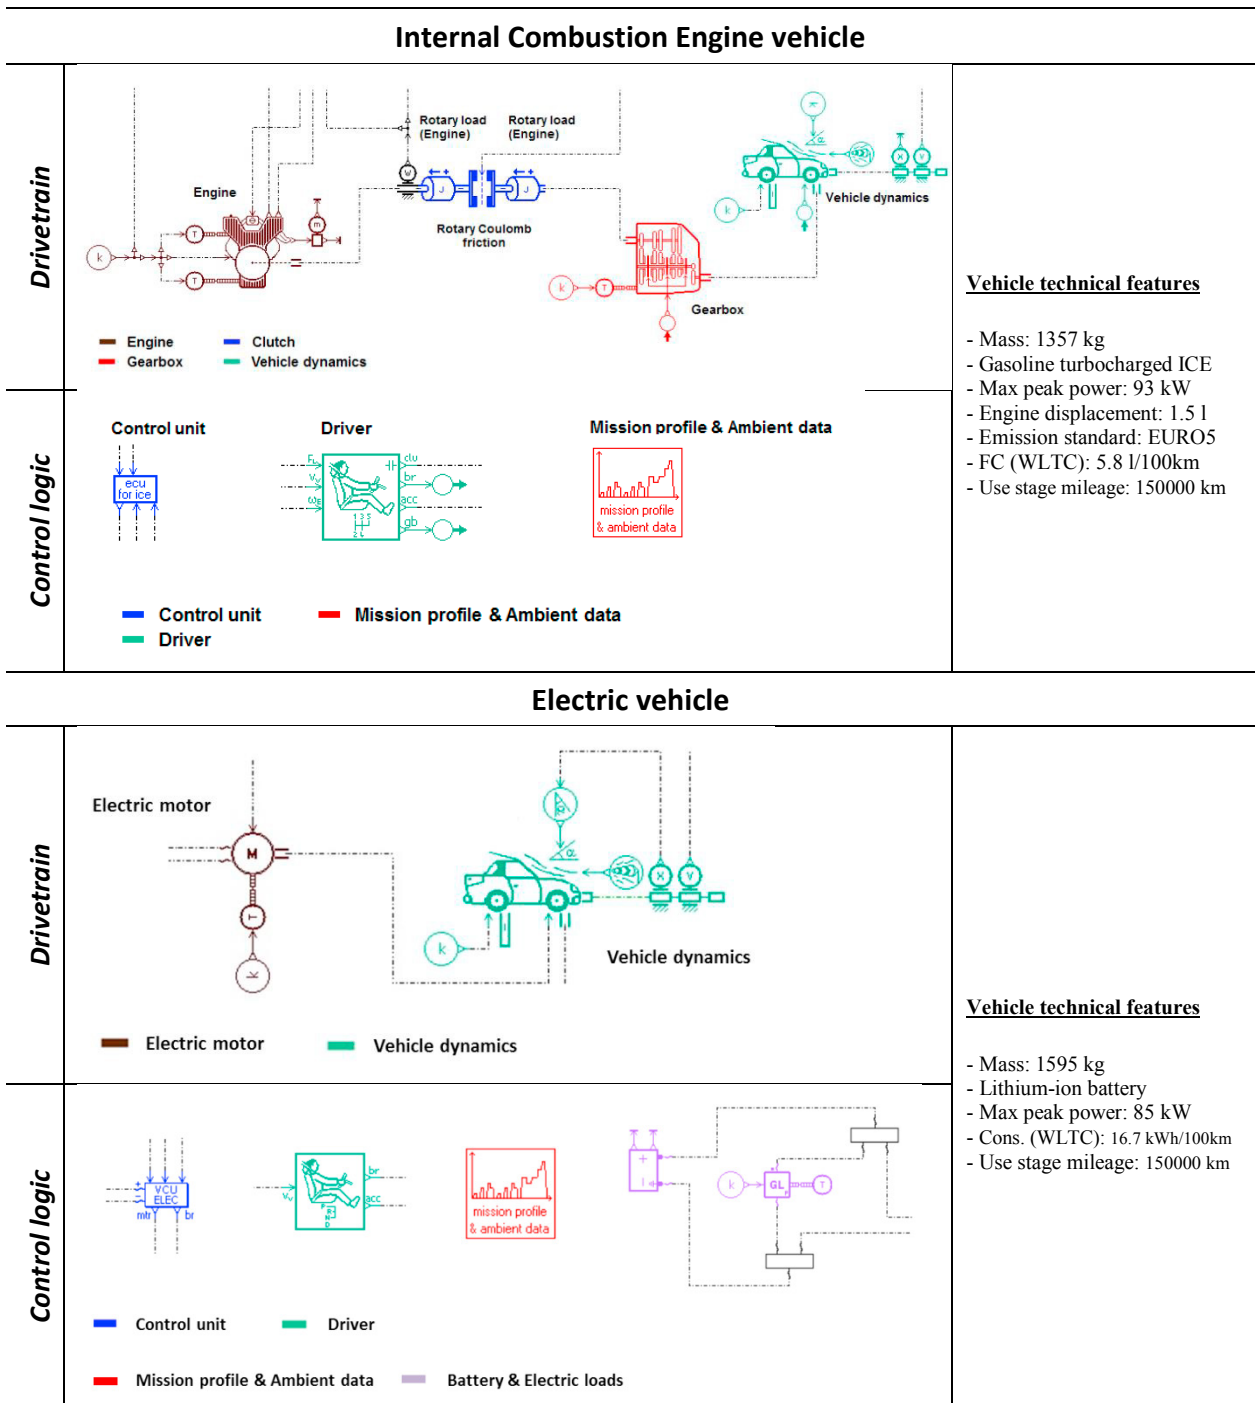 Internal Combustion Engine vehicle
Drivetrain
Rotary load
(Engine)
Rotary load
(Engine)
Engine
W
J
J
Rotary Coulomb
friction
m
T
T
k
k
T
k
α
X
V
Vehicle dynamics
Gearbox
Engine
Clutch
Gearbox
Vehicle dynamics
Vehicle technical features
- Mass: 1357 kg
- Gasoline turbocharged ICE
- Max peak power: 93 kW
- Engine displacement: 1.5 l
- Emission standard: EURO5
- FC (WLTC): 5.8 l/100km
- Use stage mileage: 150000 km
Control logic
Control unit
Driver
Mission profile & Ambient data
ecu
for ice
clu
br
acc
gb
1 3 5
2 4
mission profile
& ambient data
Control unit
Mission profile & Ambient data
Driver
Electric vehicle
Drivetrain
Electric motor
M
T
k
α
X
V
k
Vehicle dynamics
Electric motor
Vehicle dynamics
Vehicle technical features
- Mass: 1595 kg
- Lithium-ion battery
- Max peak power: 85 kW
- Cons. (WLTC): 16.7 kWh/100km
- Use stage mileage: 150000 km
Control logic
VCU
ELEC
mtr
br
br
acc
mission profile
& ambient data
k
GL
T
Control unit
Driver
Mission profile & Ambient data
Battery & Electric loads